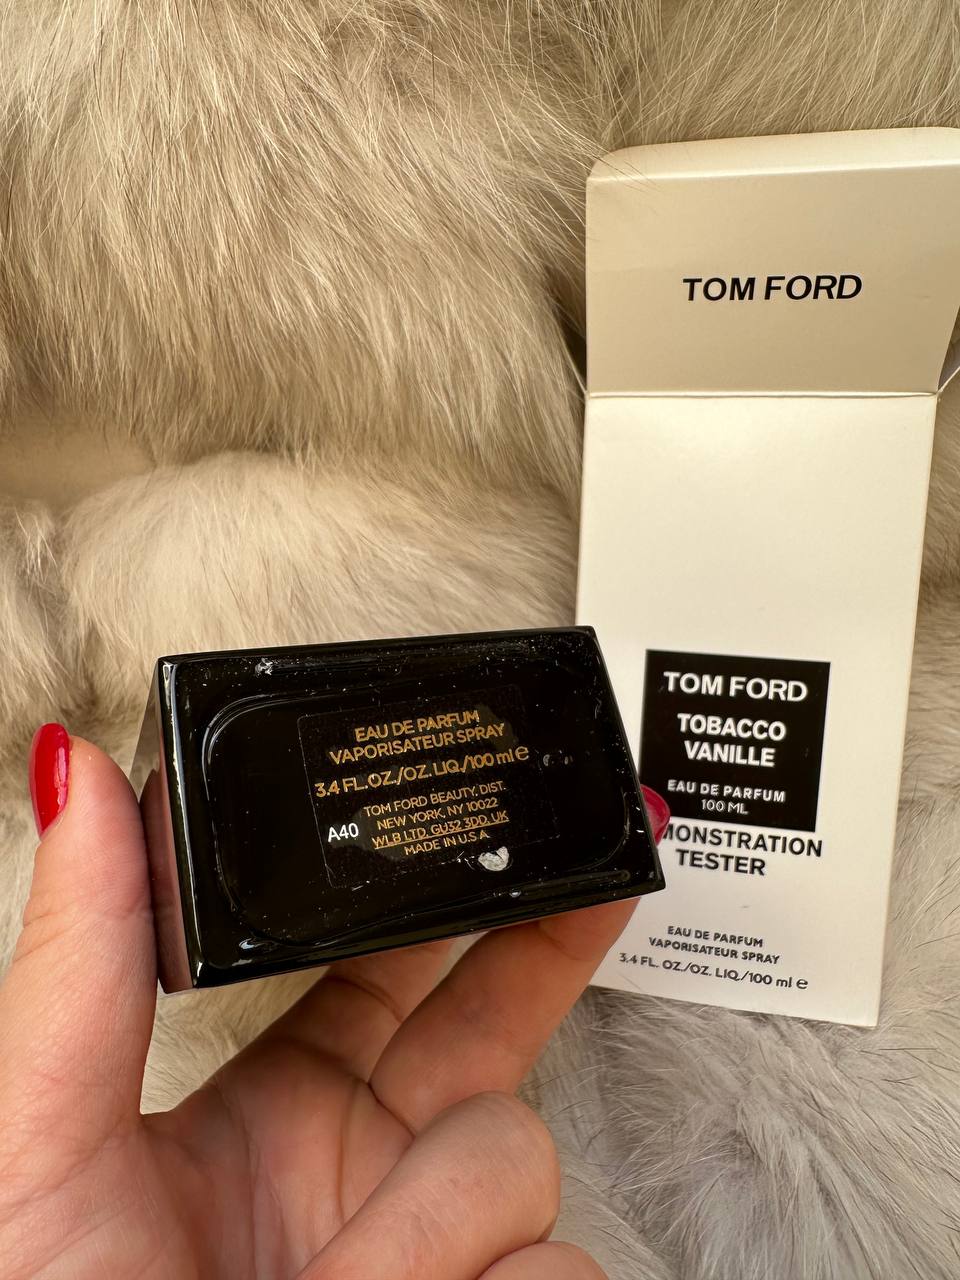 TOM FORD
TOM FORD
TOBACCO
VANILLE
EAU DE PARFUM
100 ML
MONSTRATION
TESTER
EAU DE PARFUM
VAPORISATEUR SPRAY
3.4 FL. OZ./OZ. LIQ./100 ml e
EAU DE PARFUM
VAPORISATEUR SPRAY
3.4 FL.OZ./OZ. LIQ./100 ml e
TOM FORD BEAUTY, DIST.
NEW YORK, NY 10022
A40 WLB LTD. GU32 3DD UK
MADE IN U.S.A.